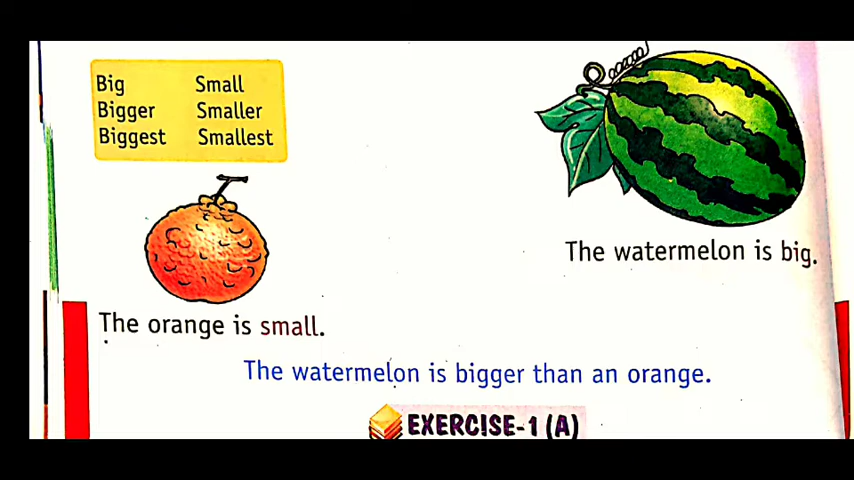 Big Small
Bigger Smaller
Biggest Smallest
The watermelon is big.
The orange is small.
The watermelon is bigger than an orange.
EXERCISE-1 (A)